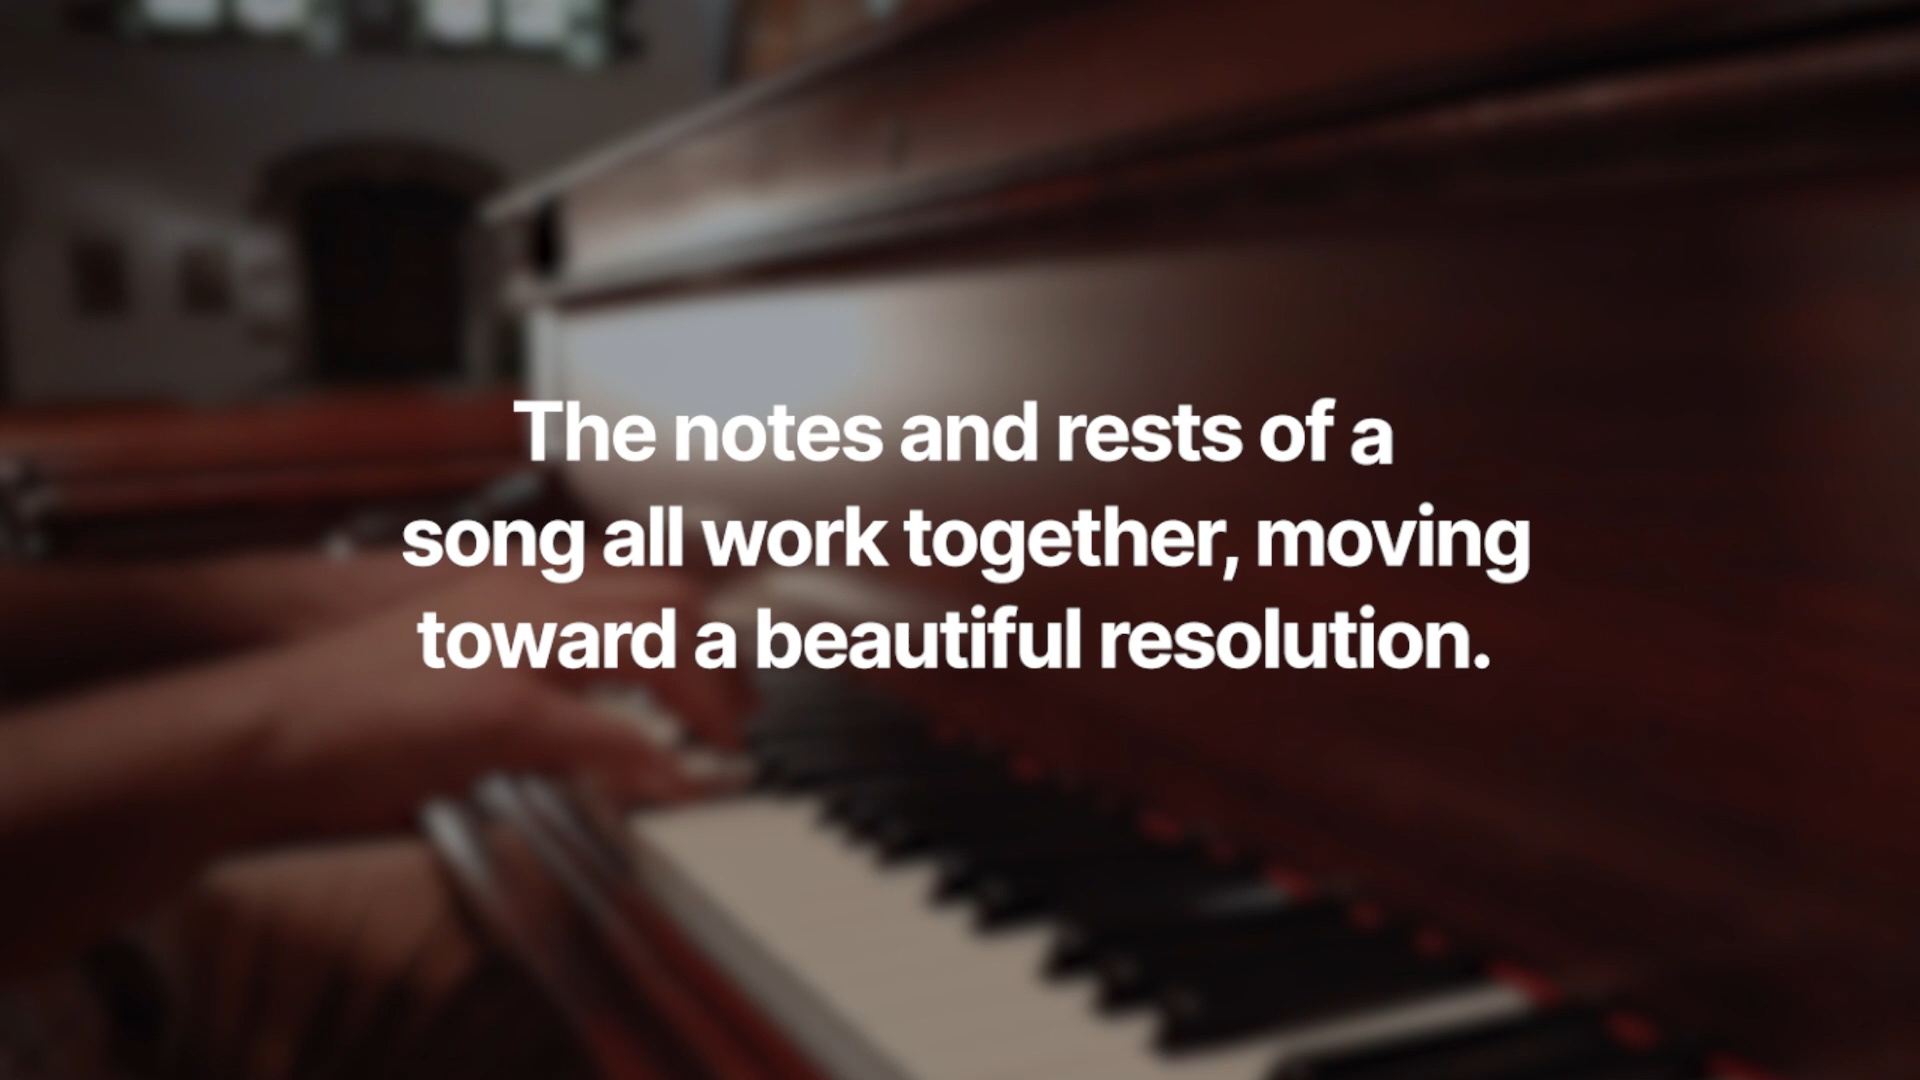 The notes and rests of a
song all work together, moving
toward a beautiful resolution.